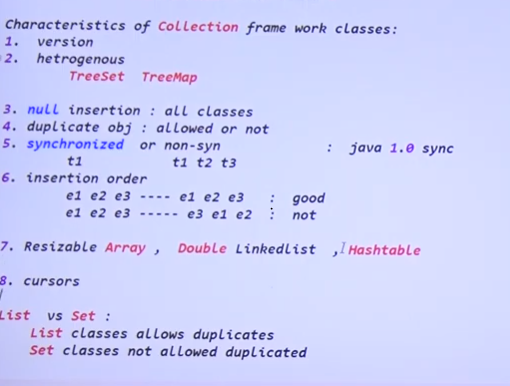 Characteristics of Collection frame work classes:
1. version
2. hetrogenous
TreeSet TreeMap
3. null insertion : all classes
4. duplicate obj : allowed or not
5. synchronized or non-syn : java 1.0 sync
t1 t1 t2 t3
6. insertion order
e1 e2 e3 ---- e1 e2 e3 : good
e1 e2 e3 ----- e3 e1 e2 : not
7. Resizable Array , Double LinkedList , Hashtable
8. cursors
List vs Set :
List classes allows duplicates
Set classes not allowed duplicated